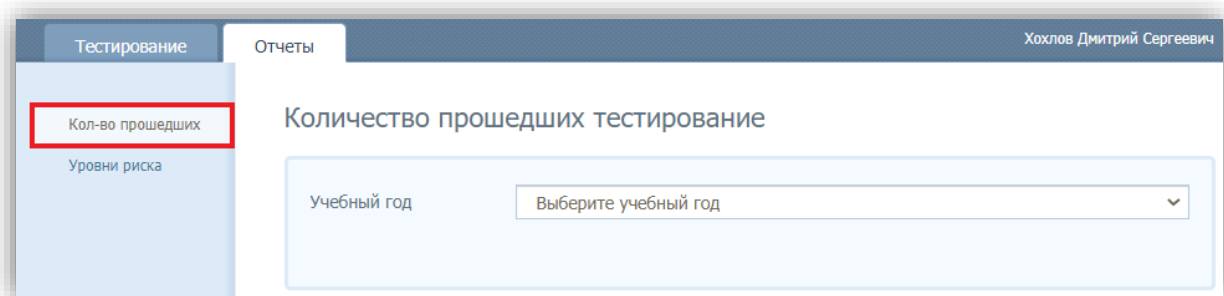 Тестирование
Отчеты
Хохлов Дмитрий Сергеевич
Кол-во прошедших
Уровни риска
Количество прошедших тестирование
Учебный год
Выберите учебный год